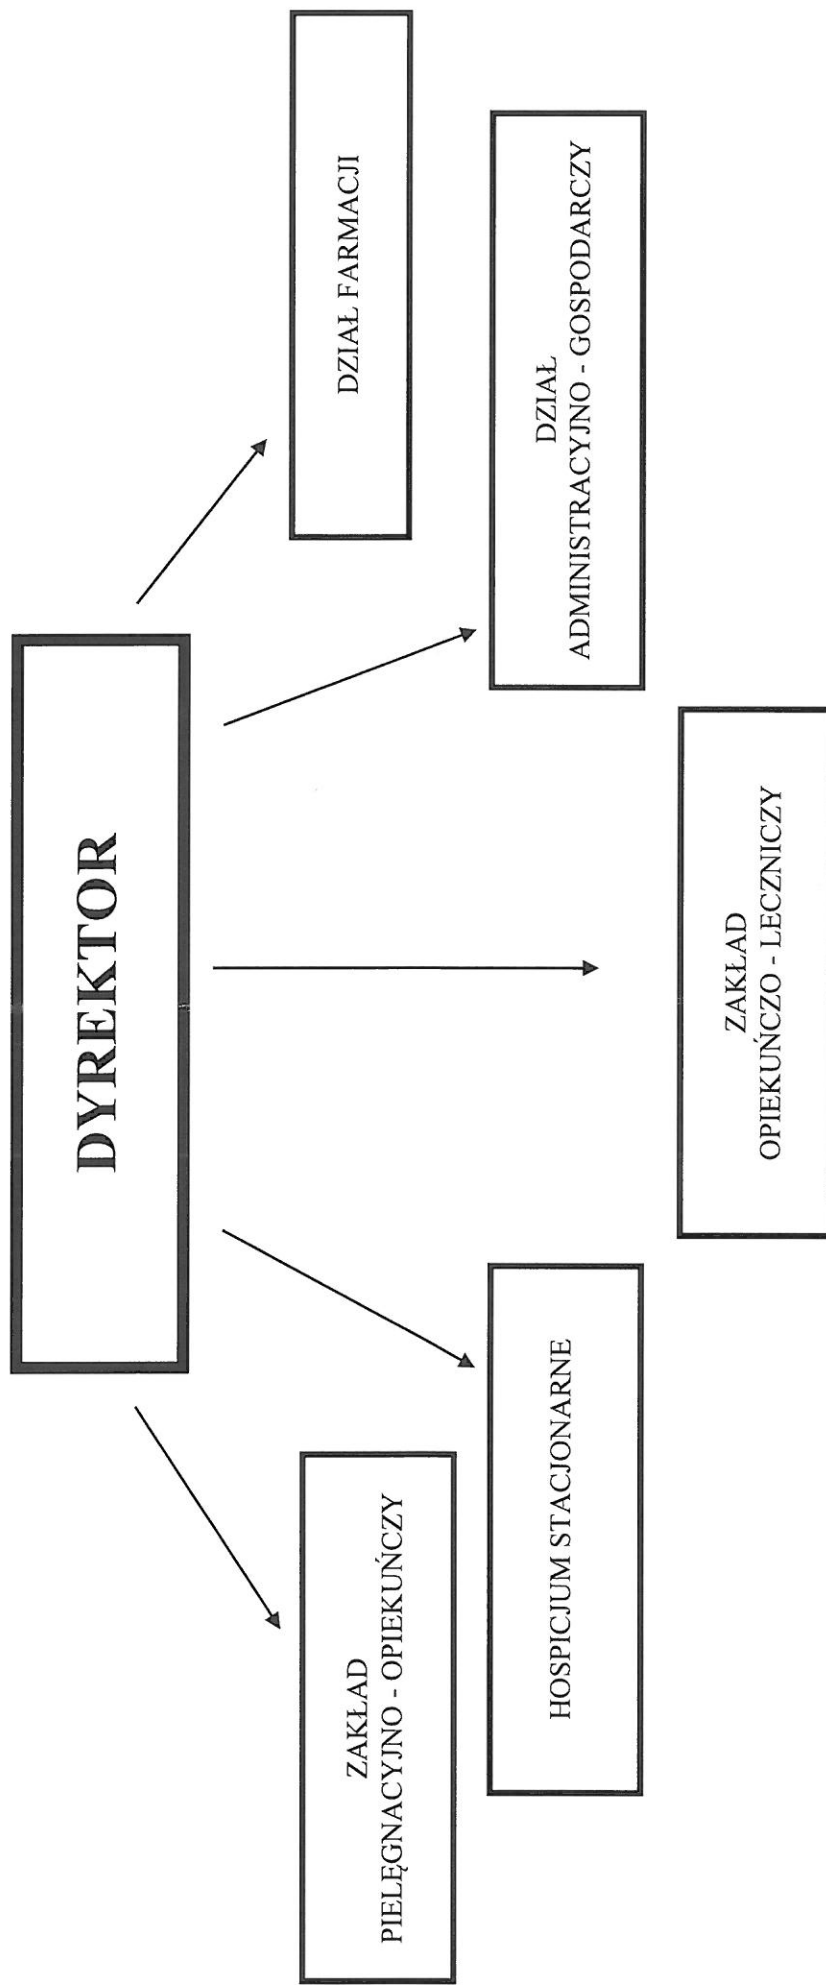 DYREKTOR
ZAKŁAD
PIELĘGNACYJNO - OPIEKUŃCZY
HOSPICJUM STACJONARNE
ZAKŁAD
OPIEKUŃCZO - LECZNICZY
DZIAŁ
ADMINISTRACYJNO - GOSPODARCZY
DZIAŁ FARMACJI